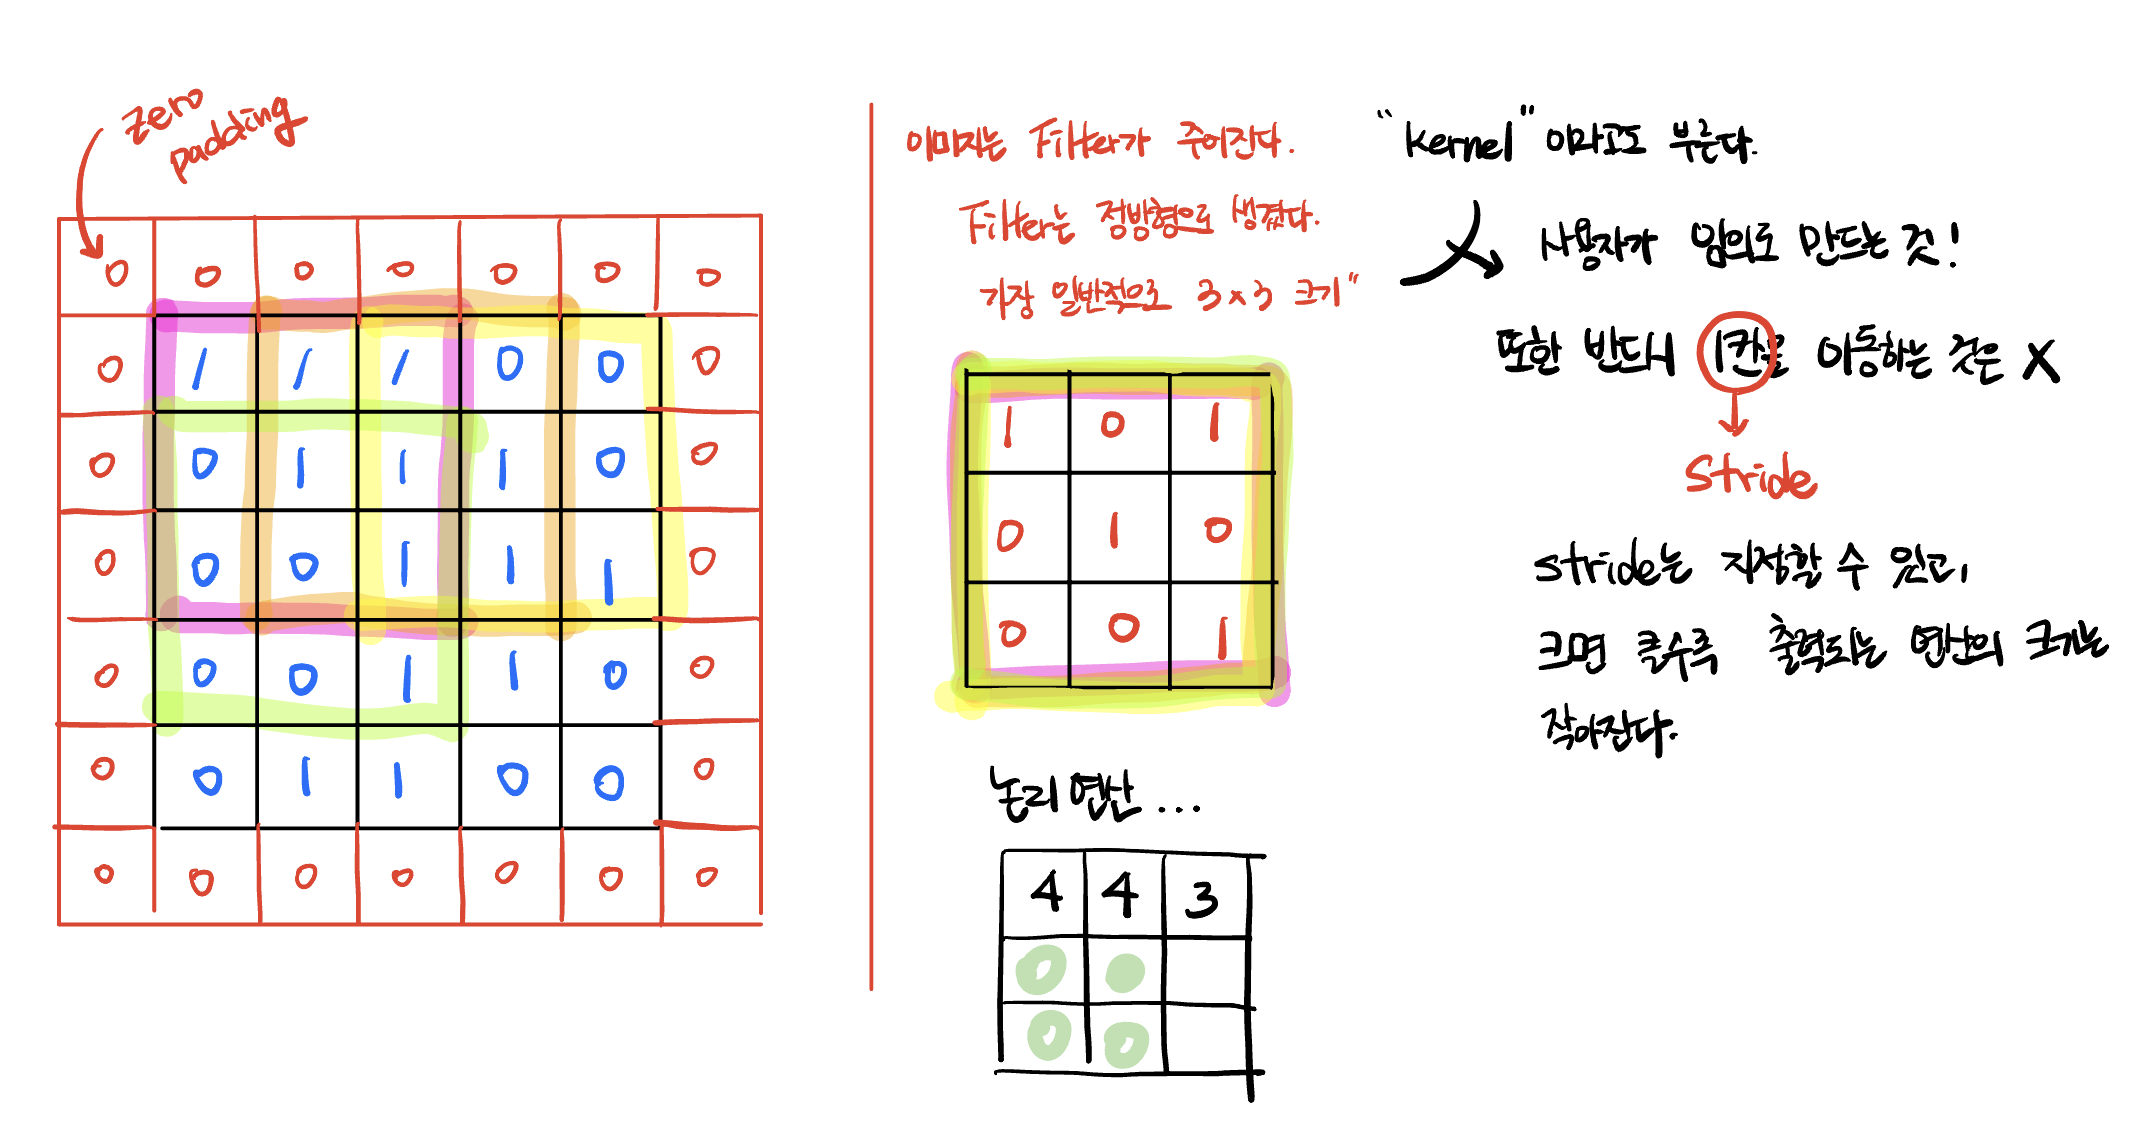 zero
padding
0 0 0 0 0 0 0
0 1 1 1 0 0 0
0 0 1 1 1 0 0
0 0 0 1 1 1 0
0 0 0 1 1 0 0
0 0 1 1 0 0 0
0 0 0 0 0 0 0
이미지는 Filter가 주어진다.
Filter는 정방형으로 생겼다.
가장 일반적으로 3×3 크기"
1 0 1
0 1 0
0 0 1
논리 연산 ...
4 4 3
"kernel" 이라고도 부른다.
사용자가 임의로 만드는 것!
또한 반드시 1칸을 이동하는 것은 X
stride
stride는 지정할 수 있고,
크면 클수록 출력되는 연산의 크기는
작아진다.